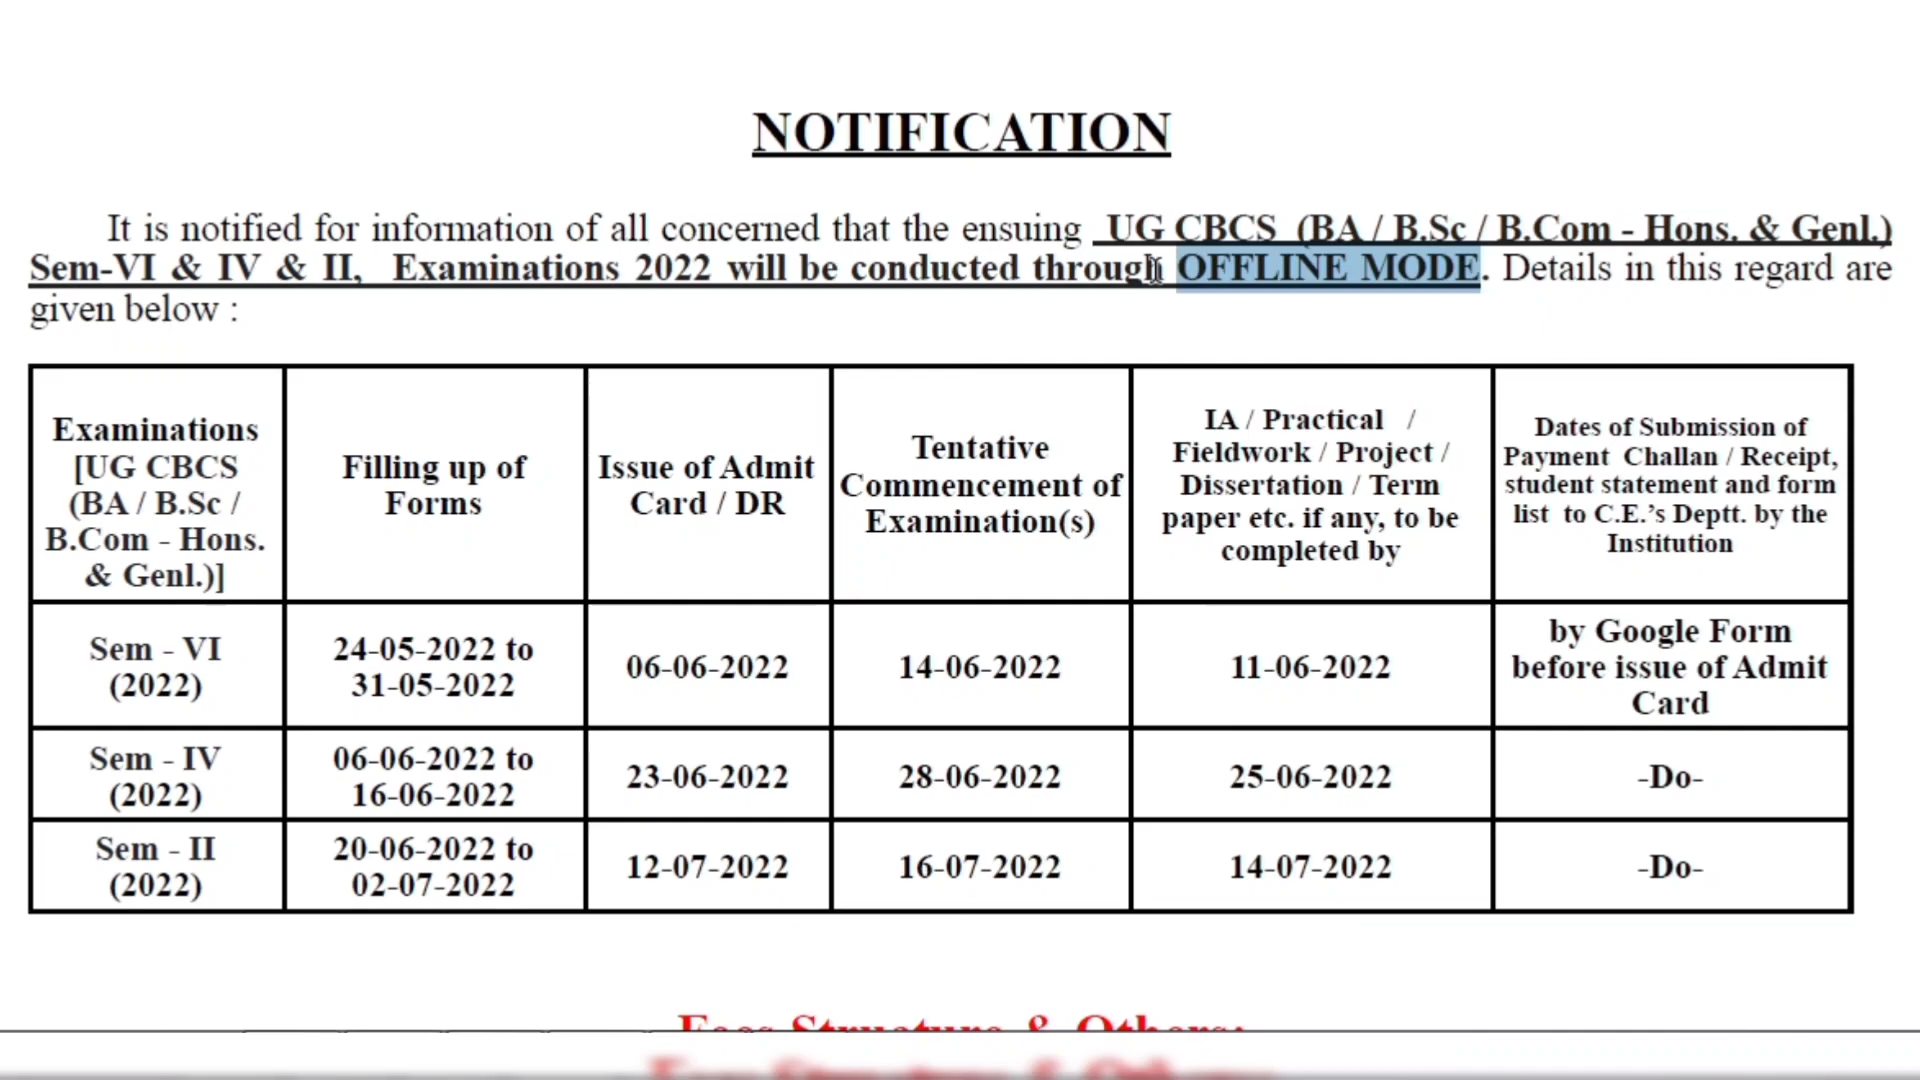 NOTIFICATION
It is notified for information of all concerned that the ensuing UG CBCS (BA / B.Sc / B.Com - Hons. & Genl.)
Sem-VI & IV & II, Examinations 2022 will be conducted through OFFLINE MODE. Details in this regard are
given below :
Examinations
[UG CBCS
(BA / B.Sc /
B.Com - Hons.
& Genl.)]
Filling up of
Forms
Issue of Admit
Card / DR
Tentative
Commencement of
Examination(s)
IA / Practical /
Fieldwork / Project /
Dissertation / Term
paper etc. if any, to be
completed by
Dates of Submission of
Payment Challan / Receipt,
student statement and form
list to C.E.'s Deptt. by the
Institution
Sem - VI
(2022)
24-05-2022 to
31-05-2022
06-06-2022
14-06-2022
11-06-2022
by Google Form
before issue of Admit
Card
Sem - IV
(2022)
06-06-2022 to
16-06-2022
23-06-2022
28-06-2022
25-06-2022
-Do-
Sem - II
(2022)
20-06-2022 to
02-07-2022
12-07-2022
16-07-2022
14-07-2022
-Do-
Fees Structure & Others: